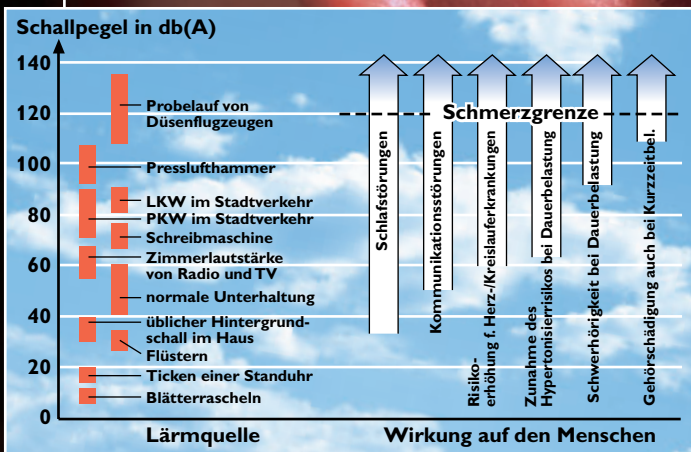 Schallpegel in db(A)
140
120
100
80
60
40
20
0
Probelauf von
Düsenflugzeugen
Presslufthammer
LKW im Stadtverkehr
PKW im Stadtverkehr
Schreibmaschine
Zimmerlautstärke
von Radio und TV
normale Unterhaltung
üblicher Hintergrund-
schall im Haus
Flüstern
Ticken einer Standuhr
Blätterrascheln
Schmerzgrenze
Schlafstörungen
Kommunikationsstörungen
Risiko-
erhöhung f. Herz-/Kreislauferkrankungen
Zunahme des
Hypertonisierrisikos bei Dauerbelastung
Schwerhörigkeit bei Dauerbelastung
Gehörschädigung auch bei Kurzzeitbel.
Lärmquelle
Wirkung auf den Menschen